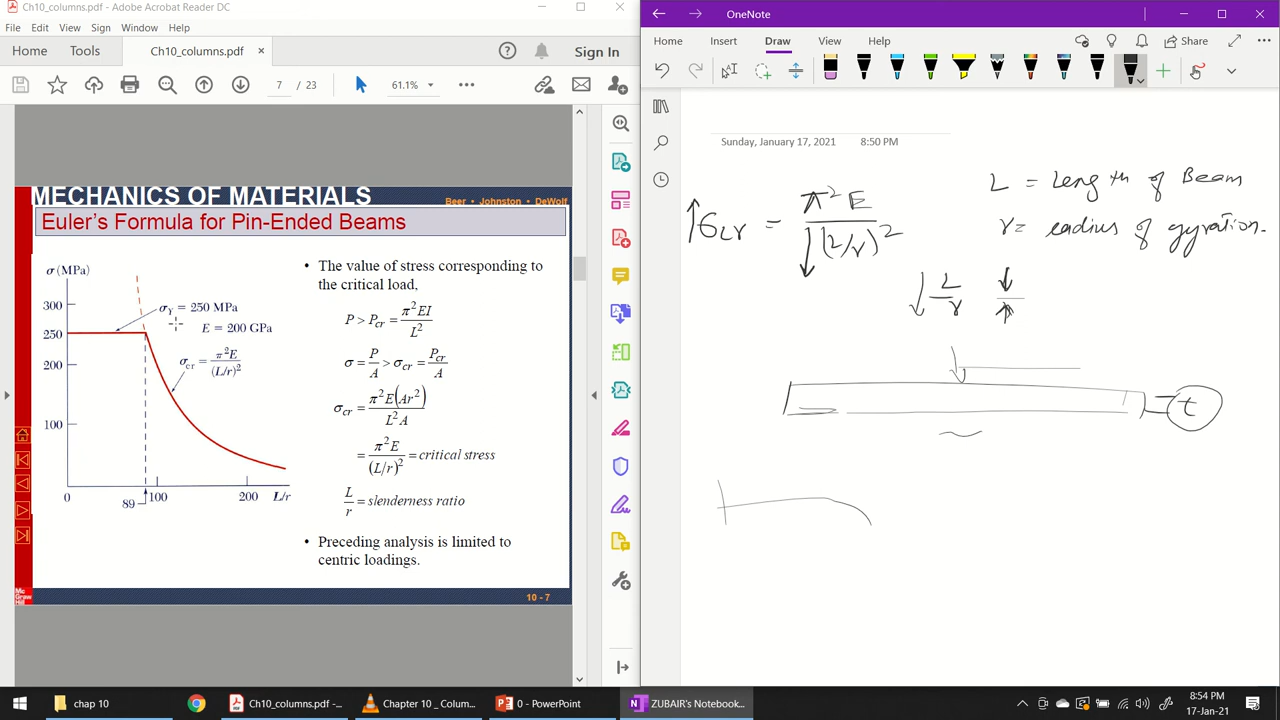 Ch10_columns.pdf - Adobe Acrobat Reader DC
File Edit View Sign Window Help
Home Tools Ch10_columns.pdf × Sign In
7 / 23 61.1%
MECHANICS OF MATERIALS
Beer • Johnston • DeWolf
Euler's Formula for Pin-Ended Beams
σ (MPa)
300
250
200
100
0
89
100
200
L/r
σY = 250 MPa
E = 200 GPa
σcr = π²E/(L/r)²
• The value of stress corresponding to
the critical load,
P > Pcr = π²EI/L²
σ = P/A > σcr = Pcr/A
σcr = π²E(Ar²)/L²A
= π²E/(L/r)² = critical stress
L/r = slenderness ratio
• Preceding analysis is limited to
centric loadings.
Mc
Graw
Hill
10 - 7
OneNote
Home Insert Draw View Help
Share
Sunday, January 17, 2021 8:50 PM
↑σcr = π²E/(L/r)²
↓
L = Length of Beam
r = radius of gyration.
↓ L/r ↓/↑
t
chap 10
Ch10_columns.pdf -...
Chapter 10 _ Colum...
0 - PowerPoint
ZUBAIR's Notebook...
8:54 PM
17-Jan-21